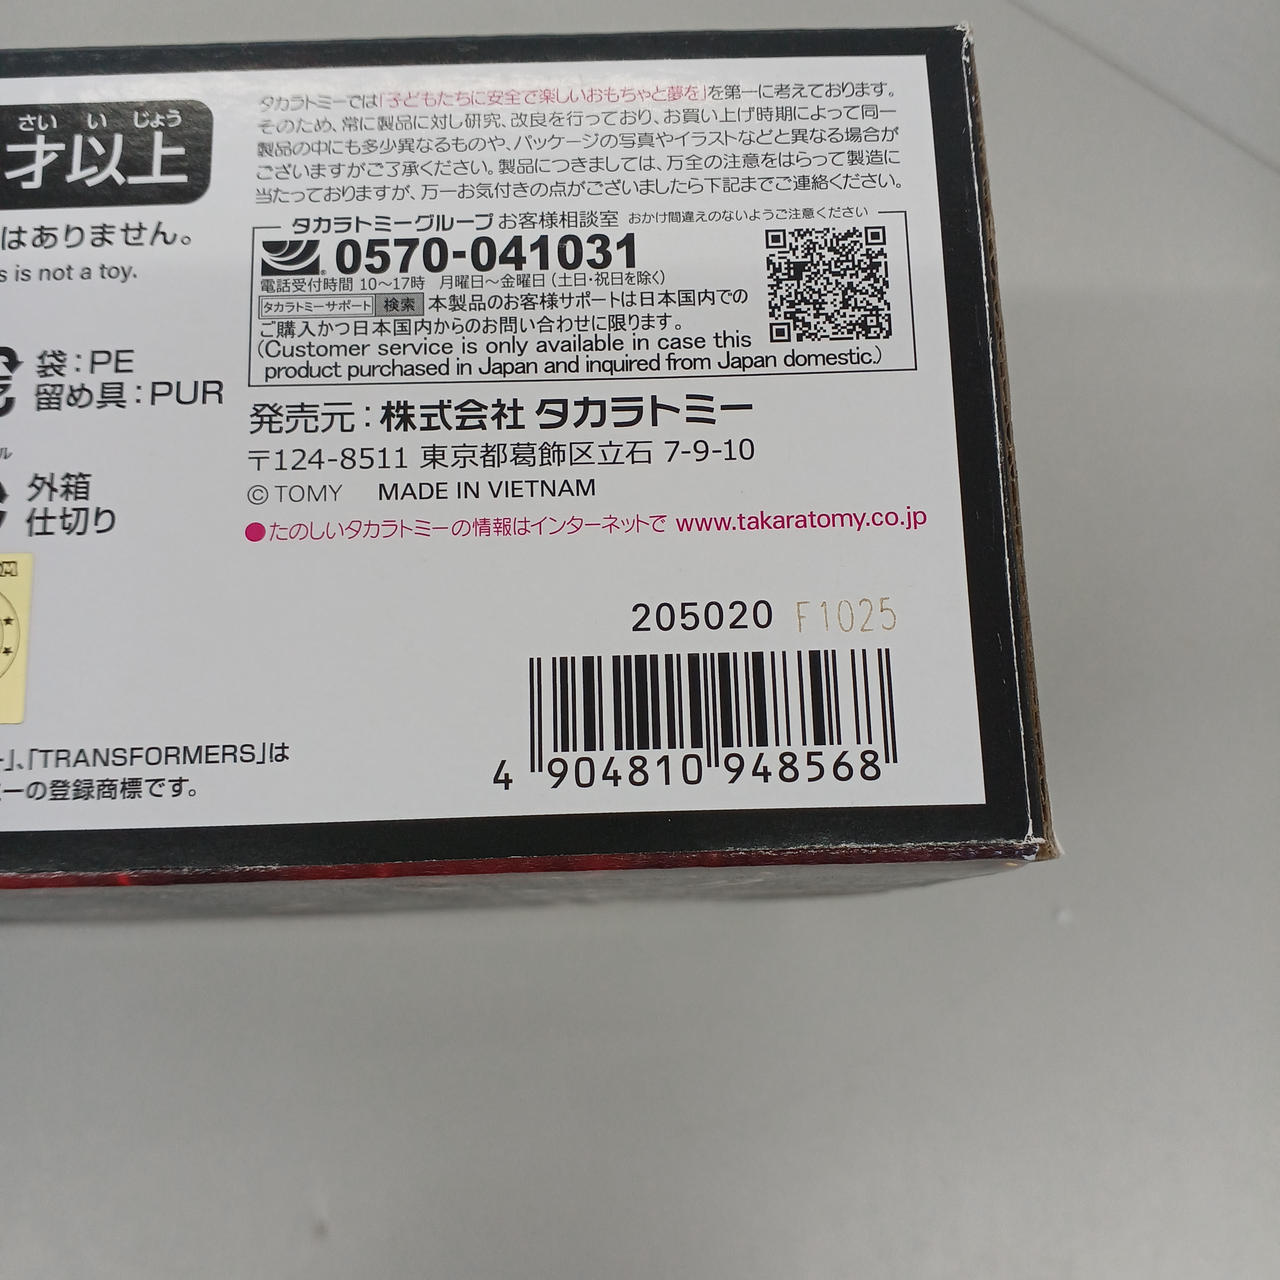 さい い じょう
才以上
はありません。
s is not a toy.
袋:PE
留め具:PUR
ル
外箱
仕切り
」、「TRANSFORMERS」は
ーの登録商標です。
タカラトミーでは「子どもたちに安全で楽しいおもちゃと夢を」を第一に考えております。
そのため、常に製品に対し研究、改良を行っており、お買い上げ時期によって同一
製品の中にも多少異なるものや、パッケージの写真やイラストなどと異なる場合が
ございますがご了承ください。製品につきましては、万全の注意をはらって製造に
当たっておりますが、万一お気付きの点がございましたら下記までご連絡ください。
タカラトミーグループ お客様相談室 おかけ間違えのないようご注意ください
0570-041031
電話受付時間 10〜17時 月曜日〜金曜日(土日・祝日を除く)
タカラトミーサポート 検索 本製品のお客様サポートは日本国内での
ご購入かつ日本国内からのお問い合わせに限ります。
(Customer service is only available in case this
product purchased in Japan and inquired from Japan domestic.)
発売元:株式会社 タカラトミー
〒124-8511 東京都葛飾区立石 7-9-10
© TOMY MADE IN VIETNAM
●たのしいタカラトミーの情報はインターネットで www.takaratomy.co.jp
205020 F1025
4 904810 948568